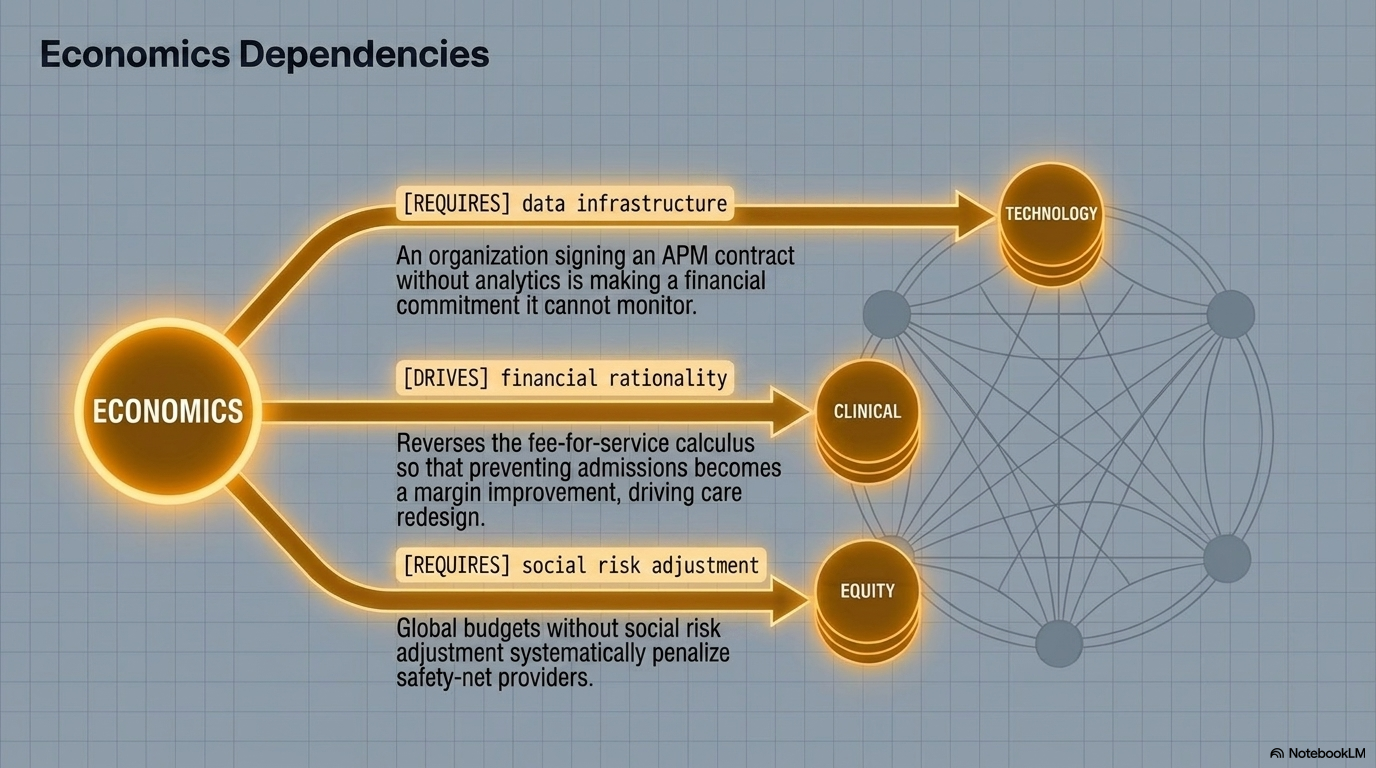 Economics Dependencies
[REQUIRES] data infrastructure
TECHNOLOGY
An organization signing an APM contract
without analytics is making a financial
commitment it cannot monitor.
ECONOMICS
[DRIVES] financial rationality
CLINICAL
Reverses the fee-for-service calculus
so that preventing admissions becomes
a margin improvement, driving care
redesign.
[REQUIRES] social risk adjustment
EQUITY
Global budgets without social risk
adjustment systematically penalize
safety-net providers.
NotebookLM